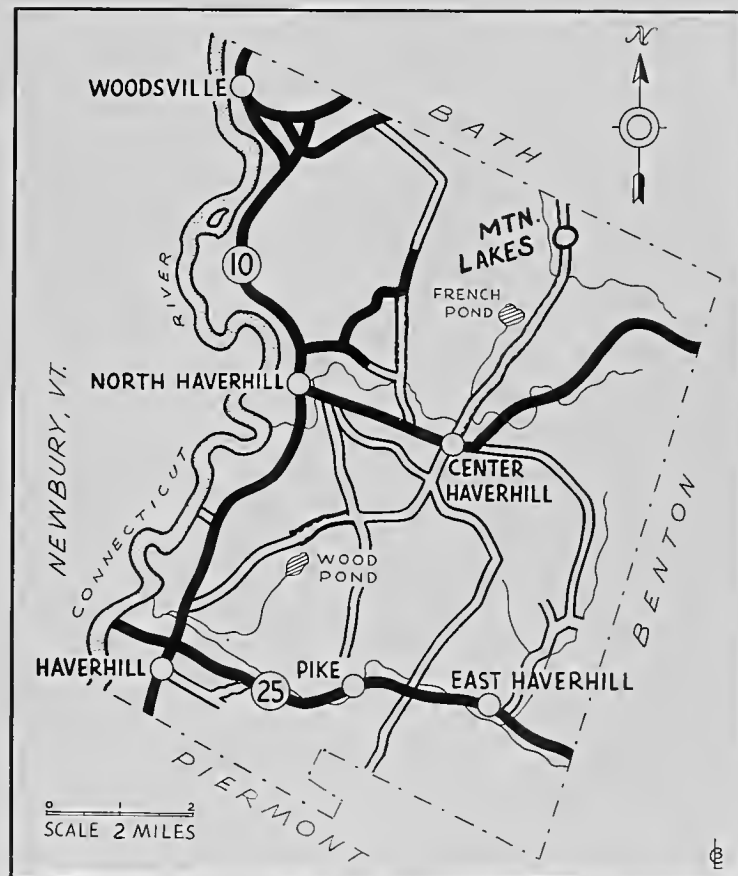 N
WOODSVILLE
BATH
MTN.
LAKES
10
RIVER
FRENCH
POND
NORTH HAVERHILL
NEWBURY, VT.
CENTER
HAVERHILL
CONNECTICUT
WOOD
POND
BENTON
HAVERHILL
PIKE
25
EAST HAVERHILL
PIERMONT
0 1 2
SCALE 2 MILES